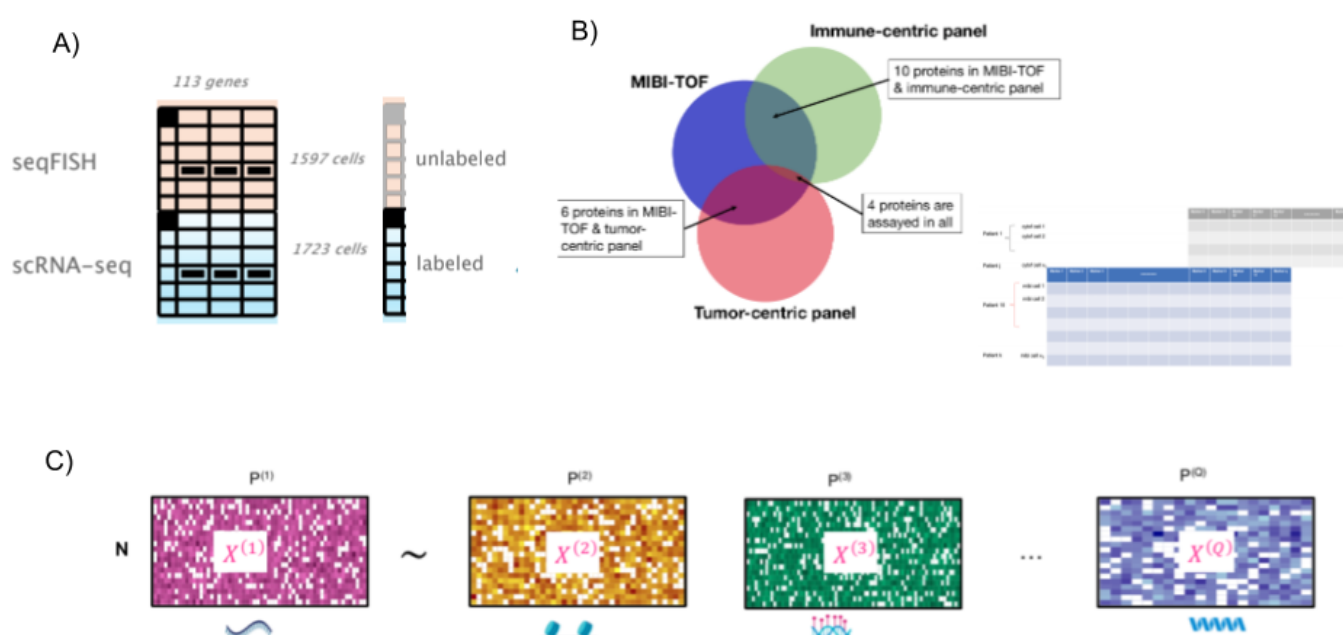 A)
113 genes
seqFISH
1597 cells
unlabeled
scRNA-seq
1723 cells
labeled
B)
Immune-centric panel
MIBI-TOF
10 proteins in MIBI-TOF
& immune-centric panel
6 proteins in MIBI-
TOF & tumor-
centric panel
4 proteins are
assayed in all
Tumor-centric panel
C)
P(1)
P(2)
P(3)
P(Q)
N
X(1)
~
X(2)
X(3)
...
X(Q)